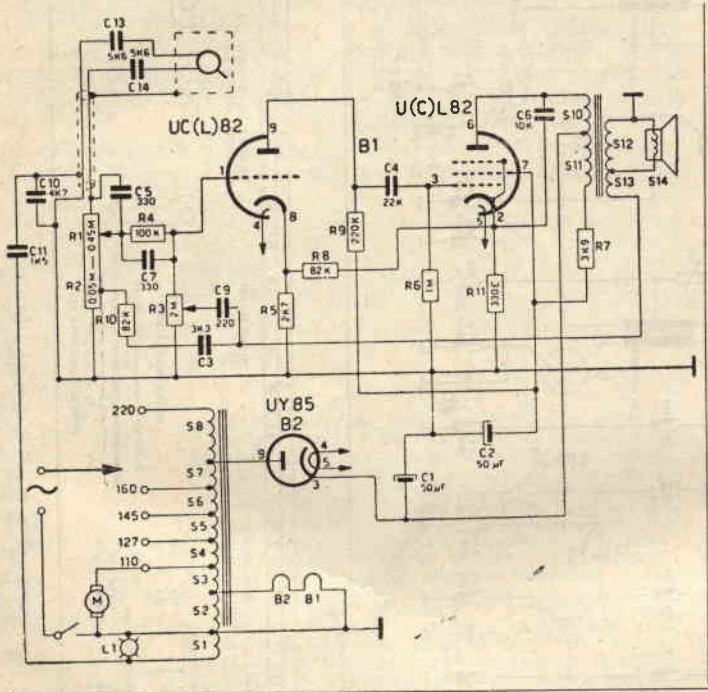 C13
5K6
5K6
C14
UC(L)82
U(C)L82
9
1
4
8
B1
C4
22K
6
3
7
5
2
C6
10K
S10
S11
S12
S13
S14
C10
4K7
C11
1K5
C5
330
R1
0.45M
R4
100K
C7
330
R2
0.05M
R10
82K
R3
2M
C9
220
3K3
C3
R5
2K7
R8
82K
R9
220K
R6
1M
R11
330E
R7
3K9
UY85
B2
9
4
5
3
C1
50µF
C2
50µF
220
160
145
127
110
~
M
L1
S8
S7
S6
S5
S4
S3
S2
S1
B2
B1